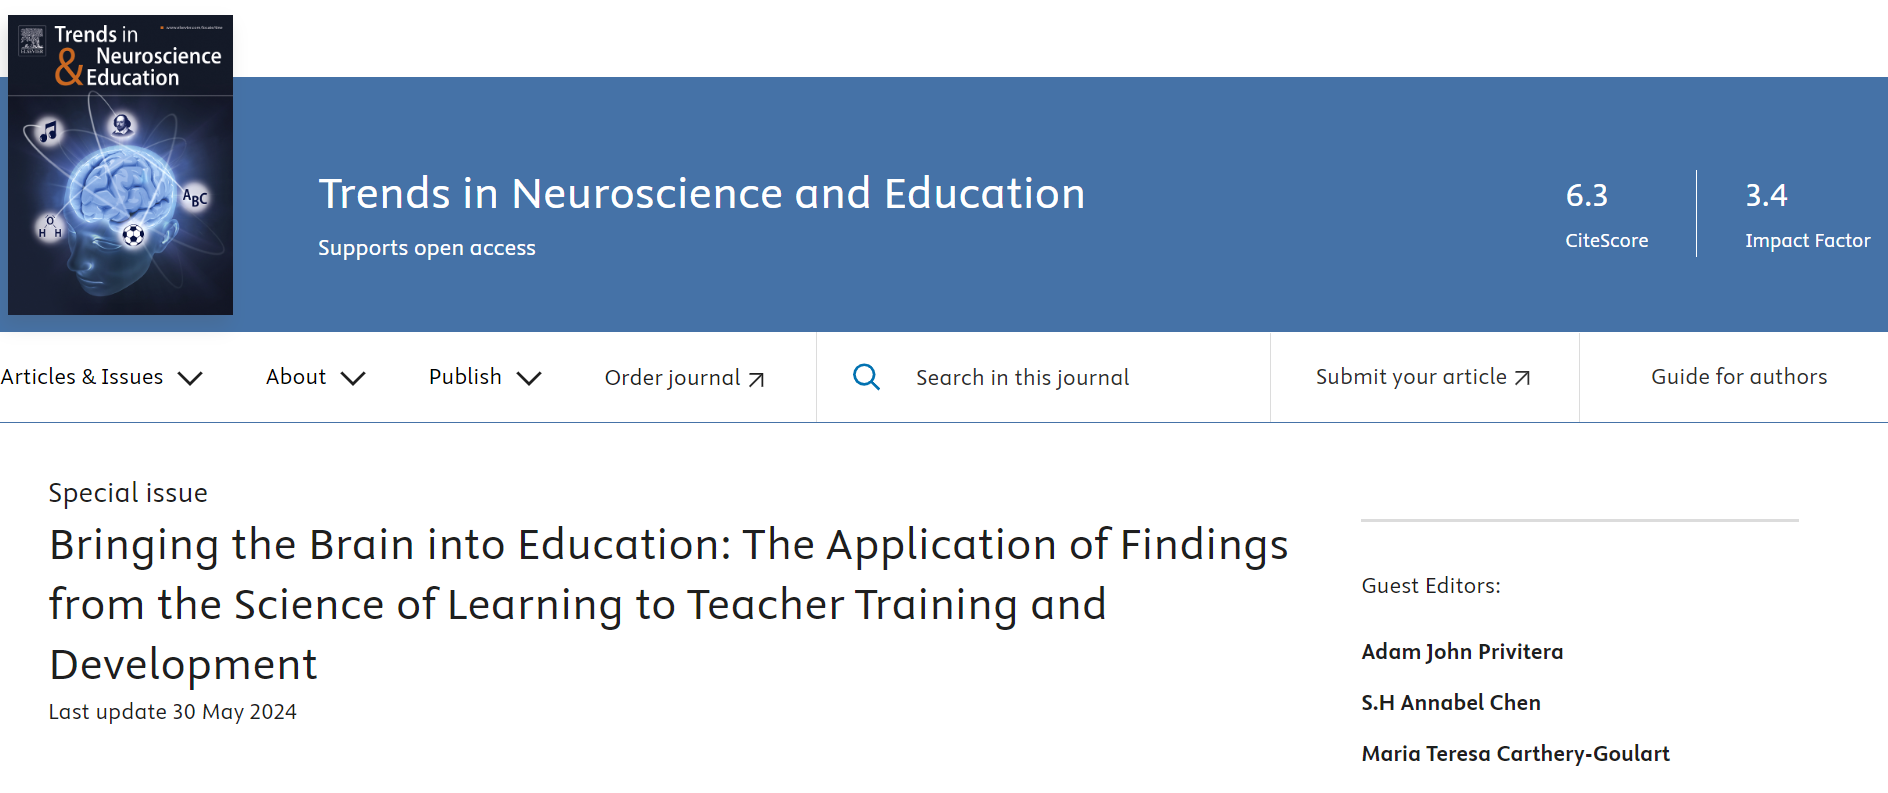 Trends in
Neuroscience
& Education
ELSEVIER
ABC
O
H H
Trends in Neuroscience and Education
Supports open access
6.3
CiteScore
3.4
Impact Factor
Articles & Issues
About
Publish
Order journal
Search in this journal
Submit your article
Guide for authors
Special issue
Bringing the Brain into Education: The Application of Findings
from the Science of Learning to Teacher Training and
Development
Last update 30 May 2024
Guest Editors:
Adam John Privitera
S.H Annabel Chen
Maria Teresa Carthery-Goulart